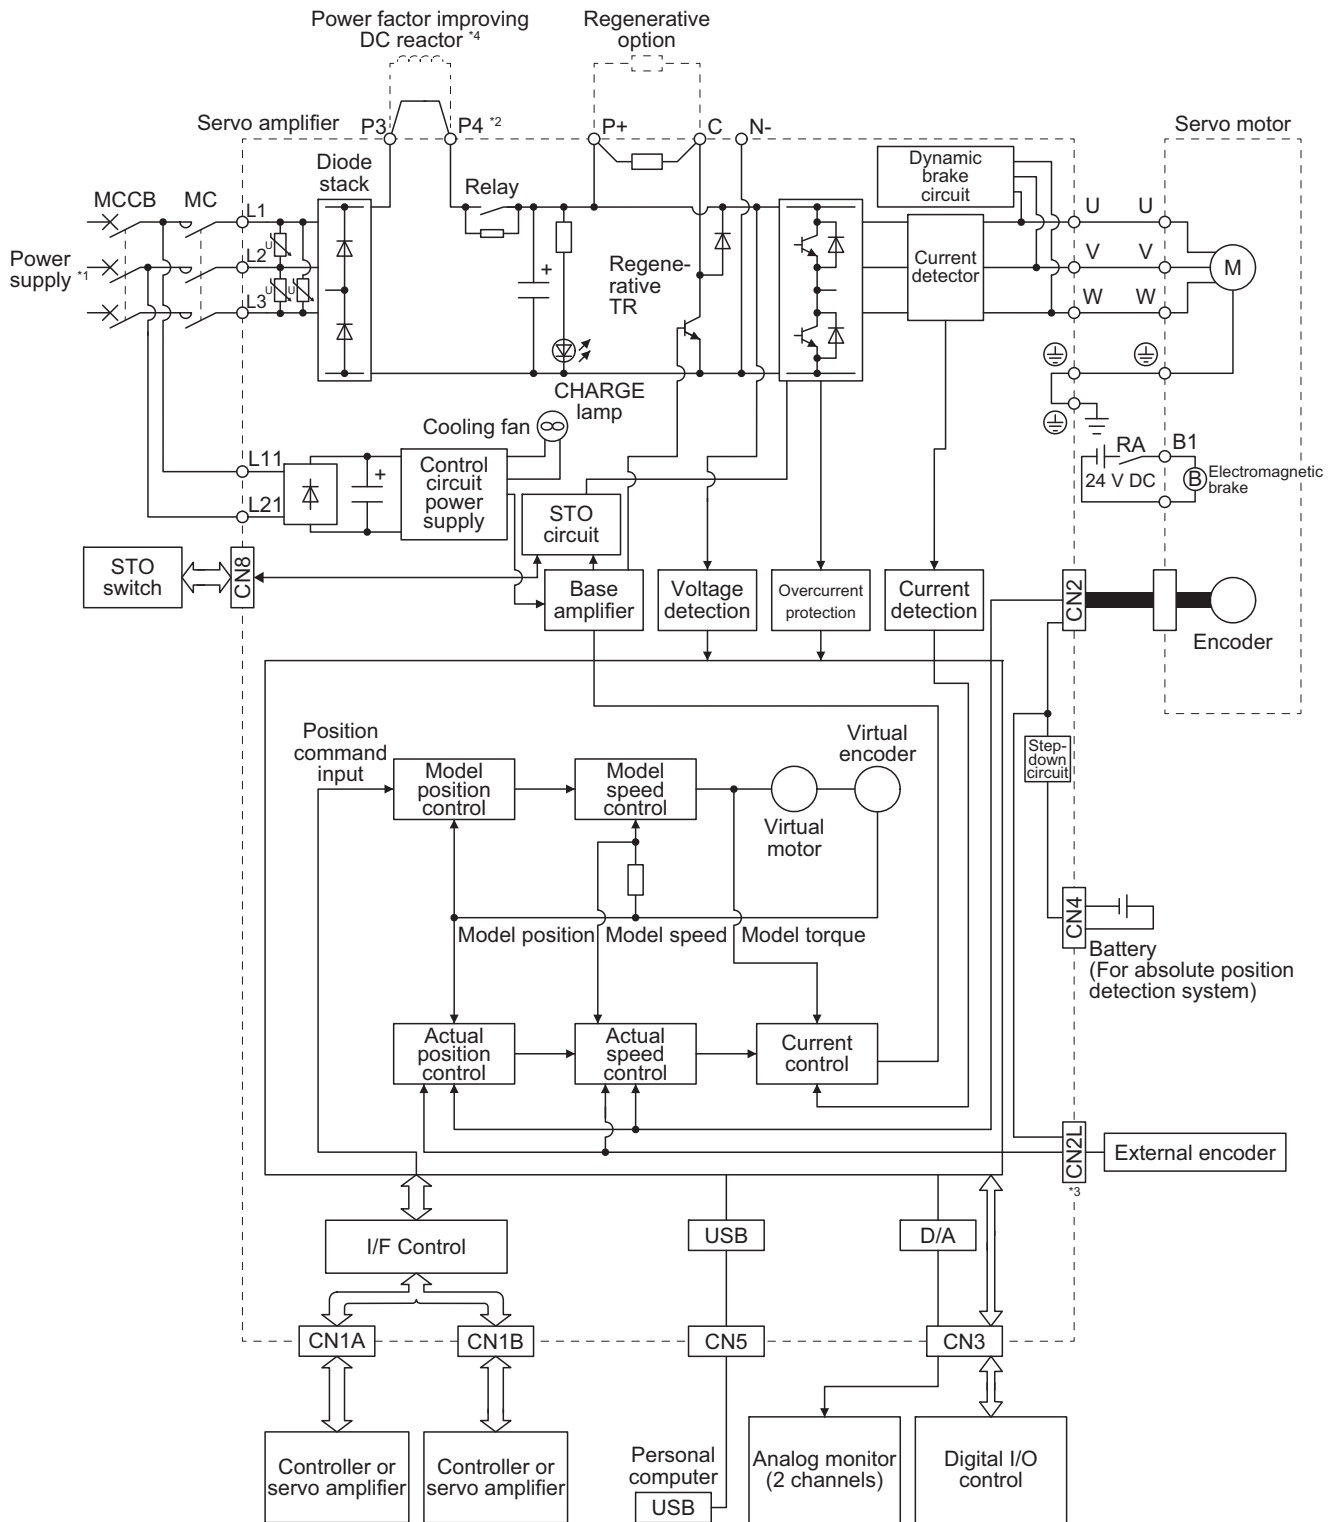 Power factor improving
DC reactor *4
Regenerative
option
Servo amplifier
P3
P4 *2
P+
C
N-
Servo motor
Diode
stack
Dynamic
brake
circuit
MCCB
MC
Relay
L1
U
U
U
Power
supply *1
L2
Regene-
rative
TR
Current
detector
V
V
M
U
U
L3
W
W
CHARGE
lamp
Cooling fan
RA
B1
24 V DC
B
Electromagnetic
brake
L11
Control
circuit
power
supply
L21
STO
circuit
STO
switch
CN8
Base
amplifier
Voltage
detection
Overcurrent
protection
Current
detection
CN2
Encoder
Position
command
input
Virtual
encoder
Model
position
control
Model
speed
control
Step-
down
circuit
Virtual
motor
Model position
Model speed
Model torque
CN4
Battery
(For absolute position
detection system)
Actual
position
control
Actual
speed
control
Current
control
CN2L
*3
External encoder
I/F Control
USB
D/A
CN1A
CN1B
CN5
CN3
Controller or
servo amplifier
Controller or
servo amplifier
Personal
computer
USB
Analog monitor
(2 channels)
Digital I/O
control